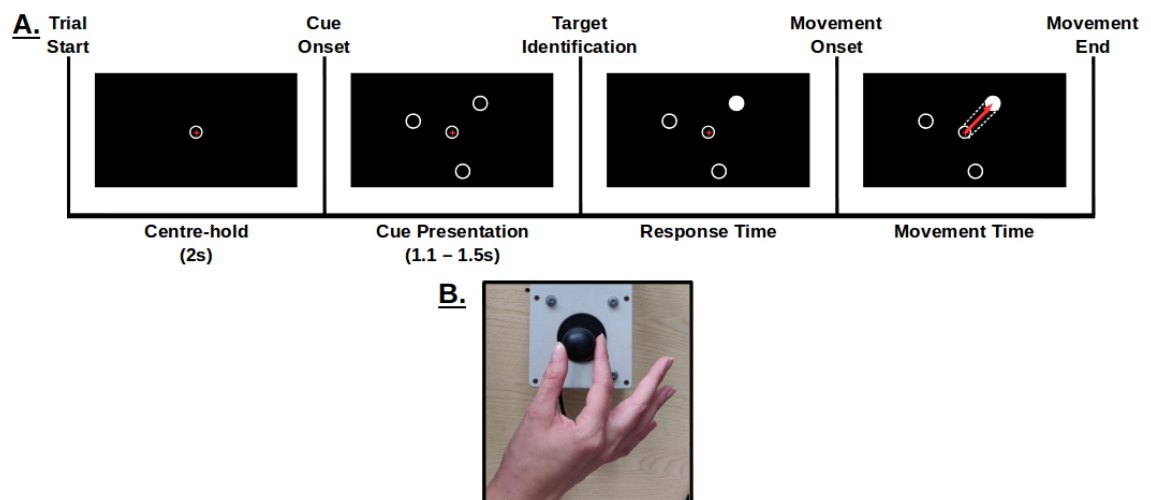 A.
Trial Start
Cue Onset
Target Identification
Movement Onset
Movement End
Centre-hold
(2s)
Cue Presentation
(1.1 – 1.5s)
Response Time
Movement Time
B.